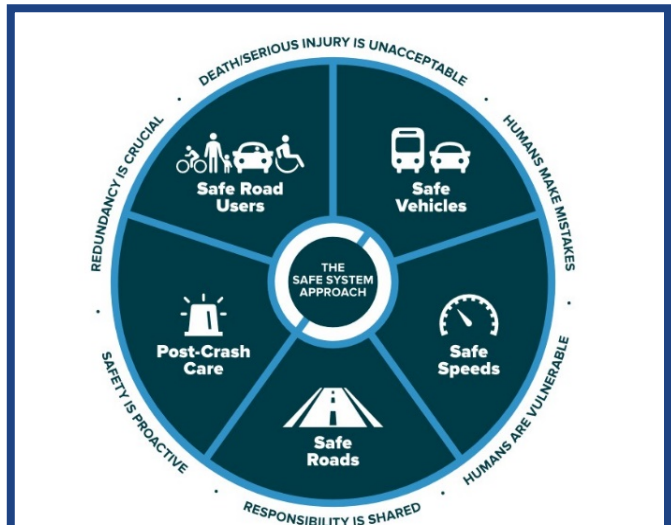 DEATH/SERIOUS INJURY IS UNACCEPTABLE
HUMANS MAKE MISTAKES
HUMANS ARE VULNERABLE
RESPONSIBILITY IS SHARED
SAFETY IS PROACTIVE
REDUNDANCY IS CRUCIAL
Safe Road
Users
Safe
Vehicles
Safe
Speeds
Safe
Roads
Post-Crash
Care
THE
SAFE SYSTEM
APPROACH